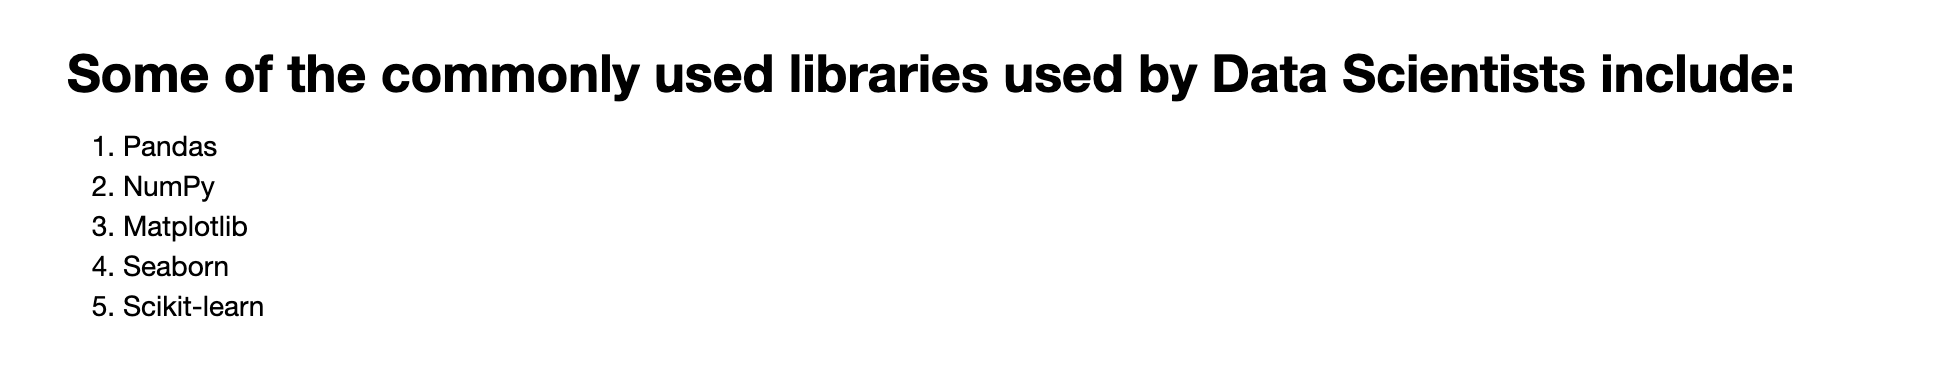 Some of the commonly used libraries used by Data Scientists include:
1. Pandas
2. NumPy
3. Matplotlib
4. Seaborn
5. Scikit-learn